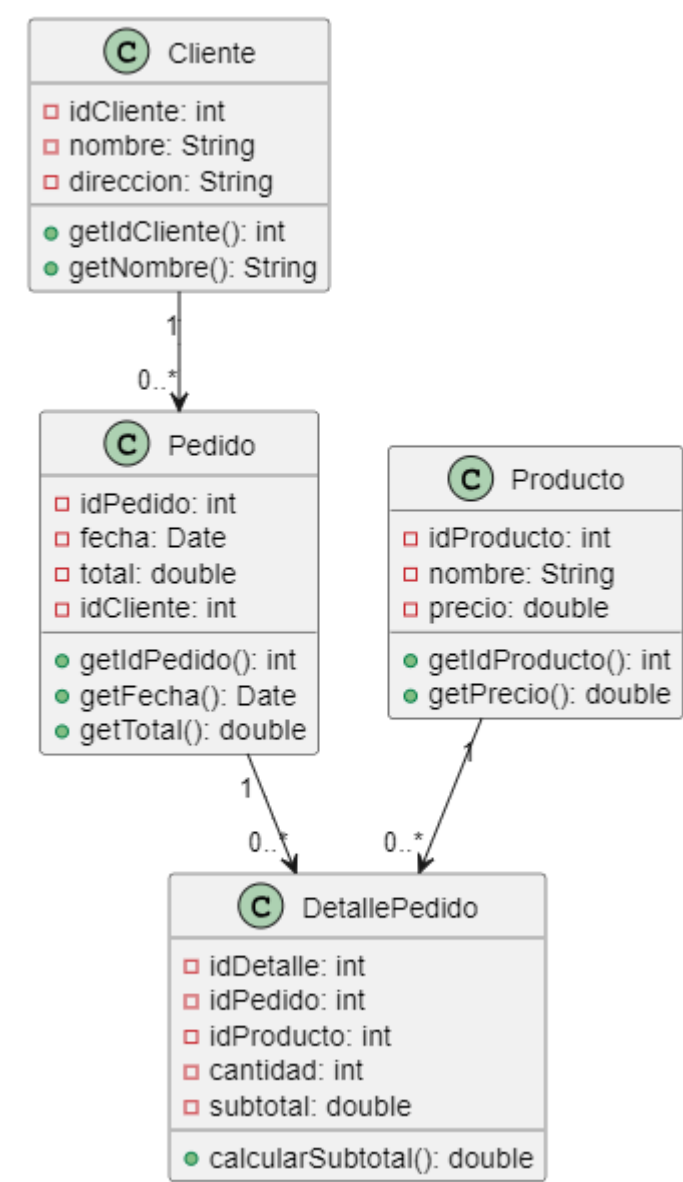 C Cliente
idCliente: int
nombre: String
direccion: String
getIdCliente(): int
getNombre(): String
1
0..*
C Pedido
idPedido: int
fecha: Date
total: double
idCliente: int
getIdPedido(): int
getFecha(): Date
getTotal(): double
C Producto
idProducto: int
nombre: String
precio: double
getIdProducto(): int
getPrecio(): double
1
0..*
1
0..*
C DetallePedido
idDetalle: int
idPedido: int
idProducto: int
cantidad: int
subtotal: double
calcularSubtotal(): double